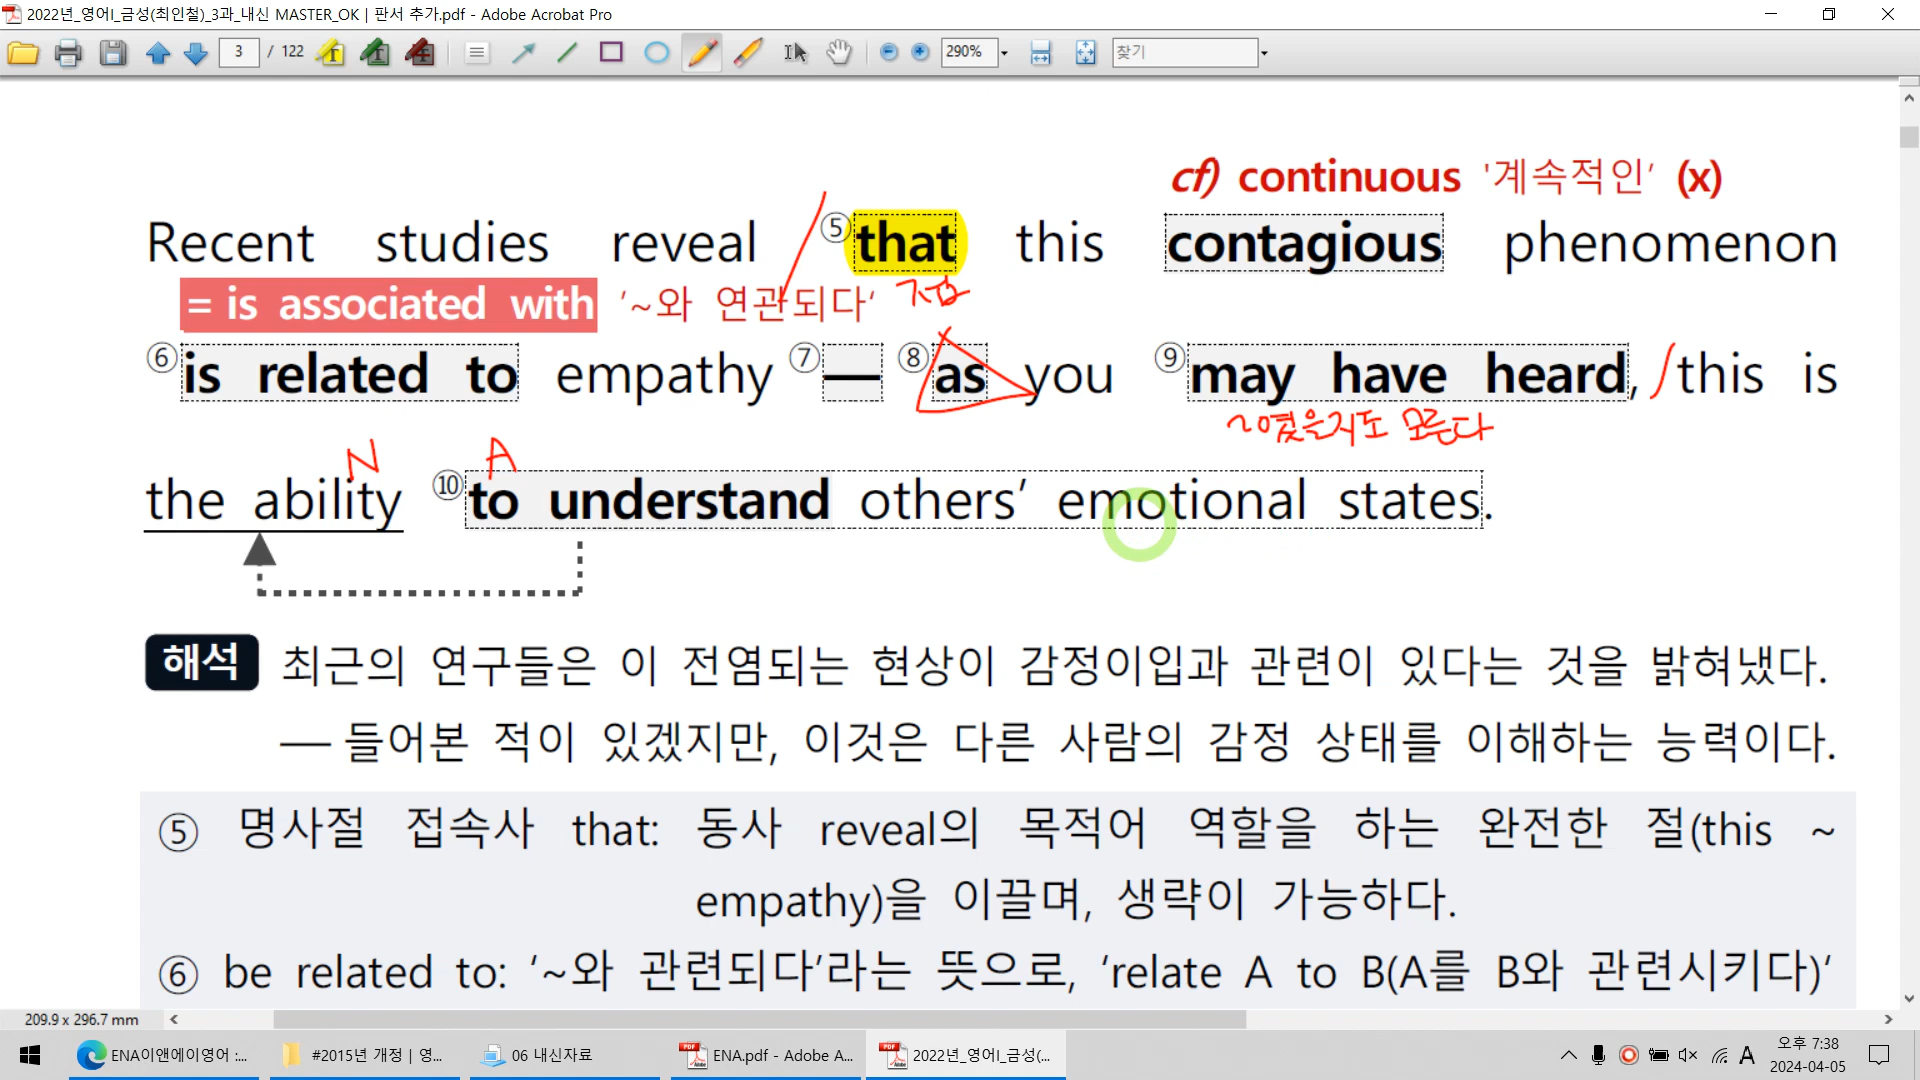 2022년_영어I_금성(최인철)_3과_내신 MASTER_OK | 판서 추가.pdf - Adobe Acrobat Pro
3 / 122 290% 찾기
cf) continuous '계속적인' (x)
Recent studies reveal ⑤that this contagious phenomenon
= is associated with '~와 연관되다'
⑥is related to empathy ⑦— ⑧as you ⑨may have heard, this is
~였을지도 모른다
N A
the ability ⑩to understand others' emotional states.
해석 최근의 연구들은 이 전염되는 현상이 감정이입과 관련이 있다는 것을 밝혀냈다.
— 들어본 적이 있겠지만, 이것은 다른 사람의 감정 상태를 이해하는 능력이다.
⑤ 명사절 접속사 that: 동사 reveal의 목적어 역할을 하는 완전한 절(this ~
empathy)을 이끌며, 생략이 가능하다.
⑥ be related to: '~와 관련되다'라는 뜻으로, 'relate A to B(A를 B와 관련시키다)'
209.9 x 296.7 mm
ENA이앤에이영어 :... #2015년 개정 | 영... 06 내신자료 ENA.pdf - Adobe A... 2022년_영어I_금성(... A 오후 7:38
2024-04-05